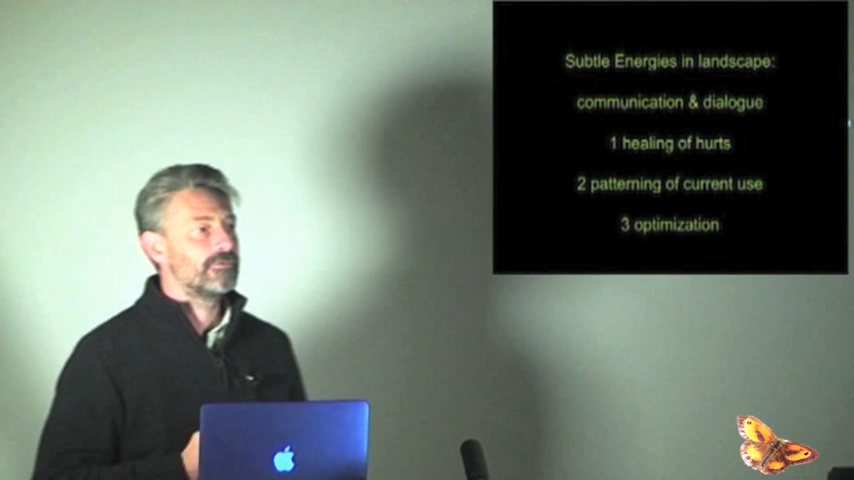 Subtle Energies in landscape:
communication & dialogue
1 healing of hurts
2 patterning of current use
3 optimization